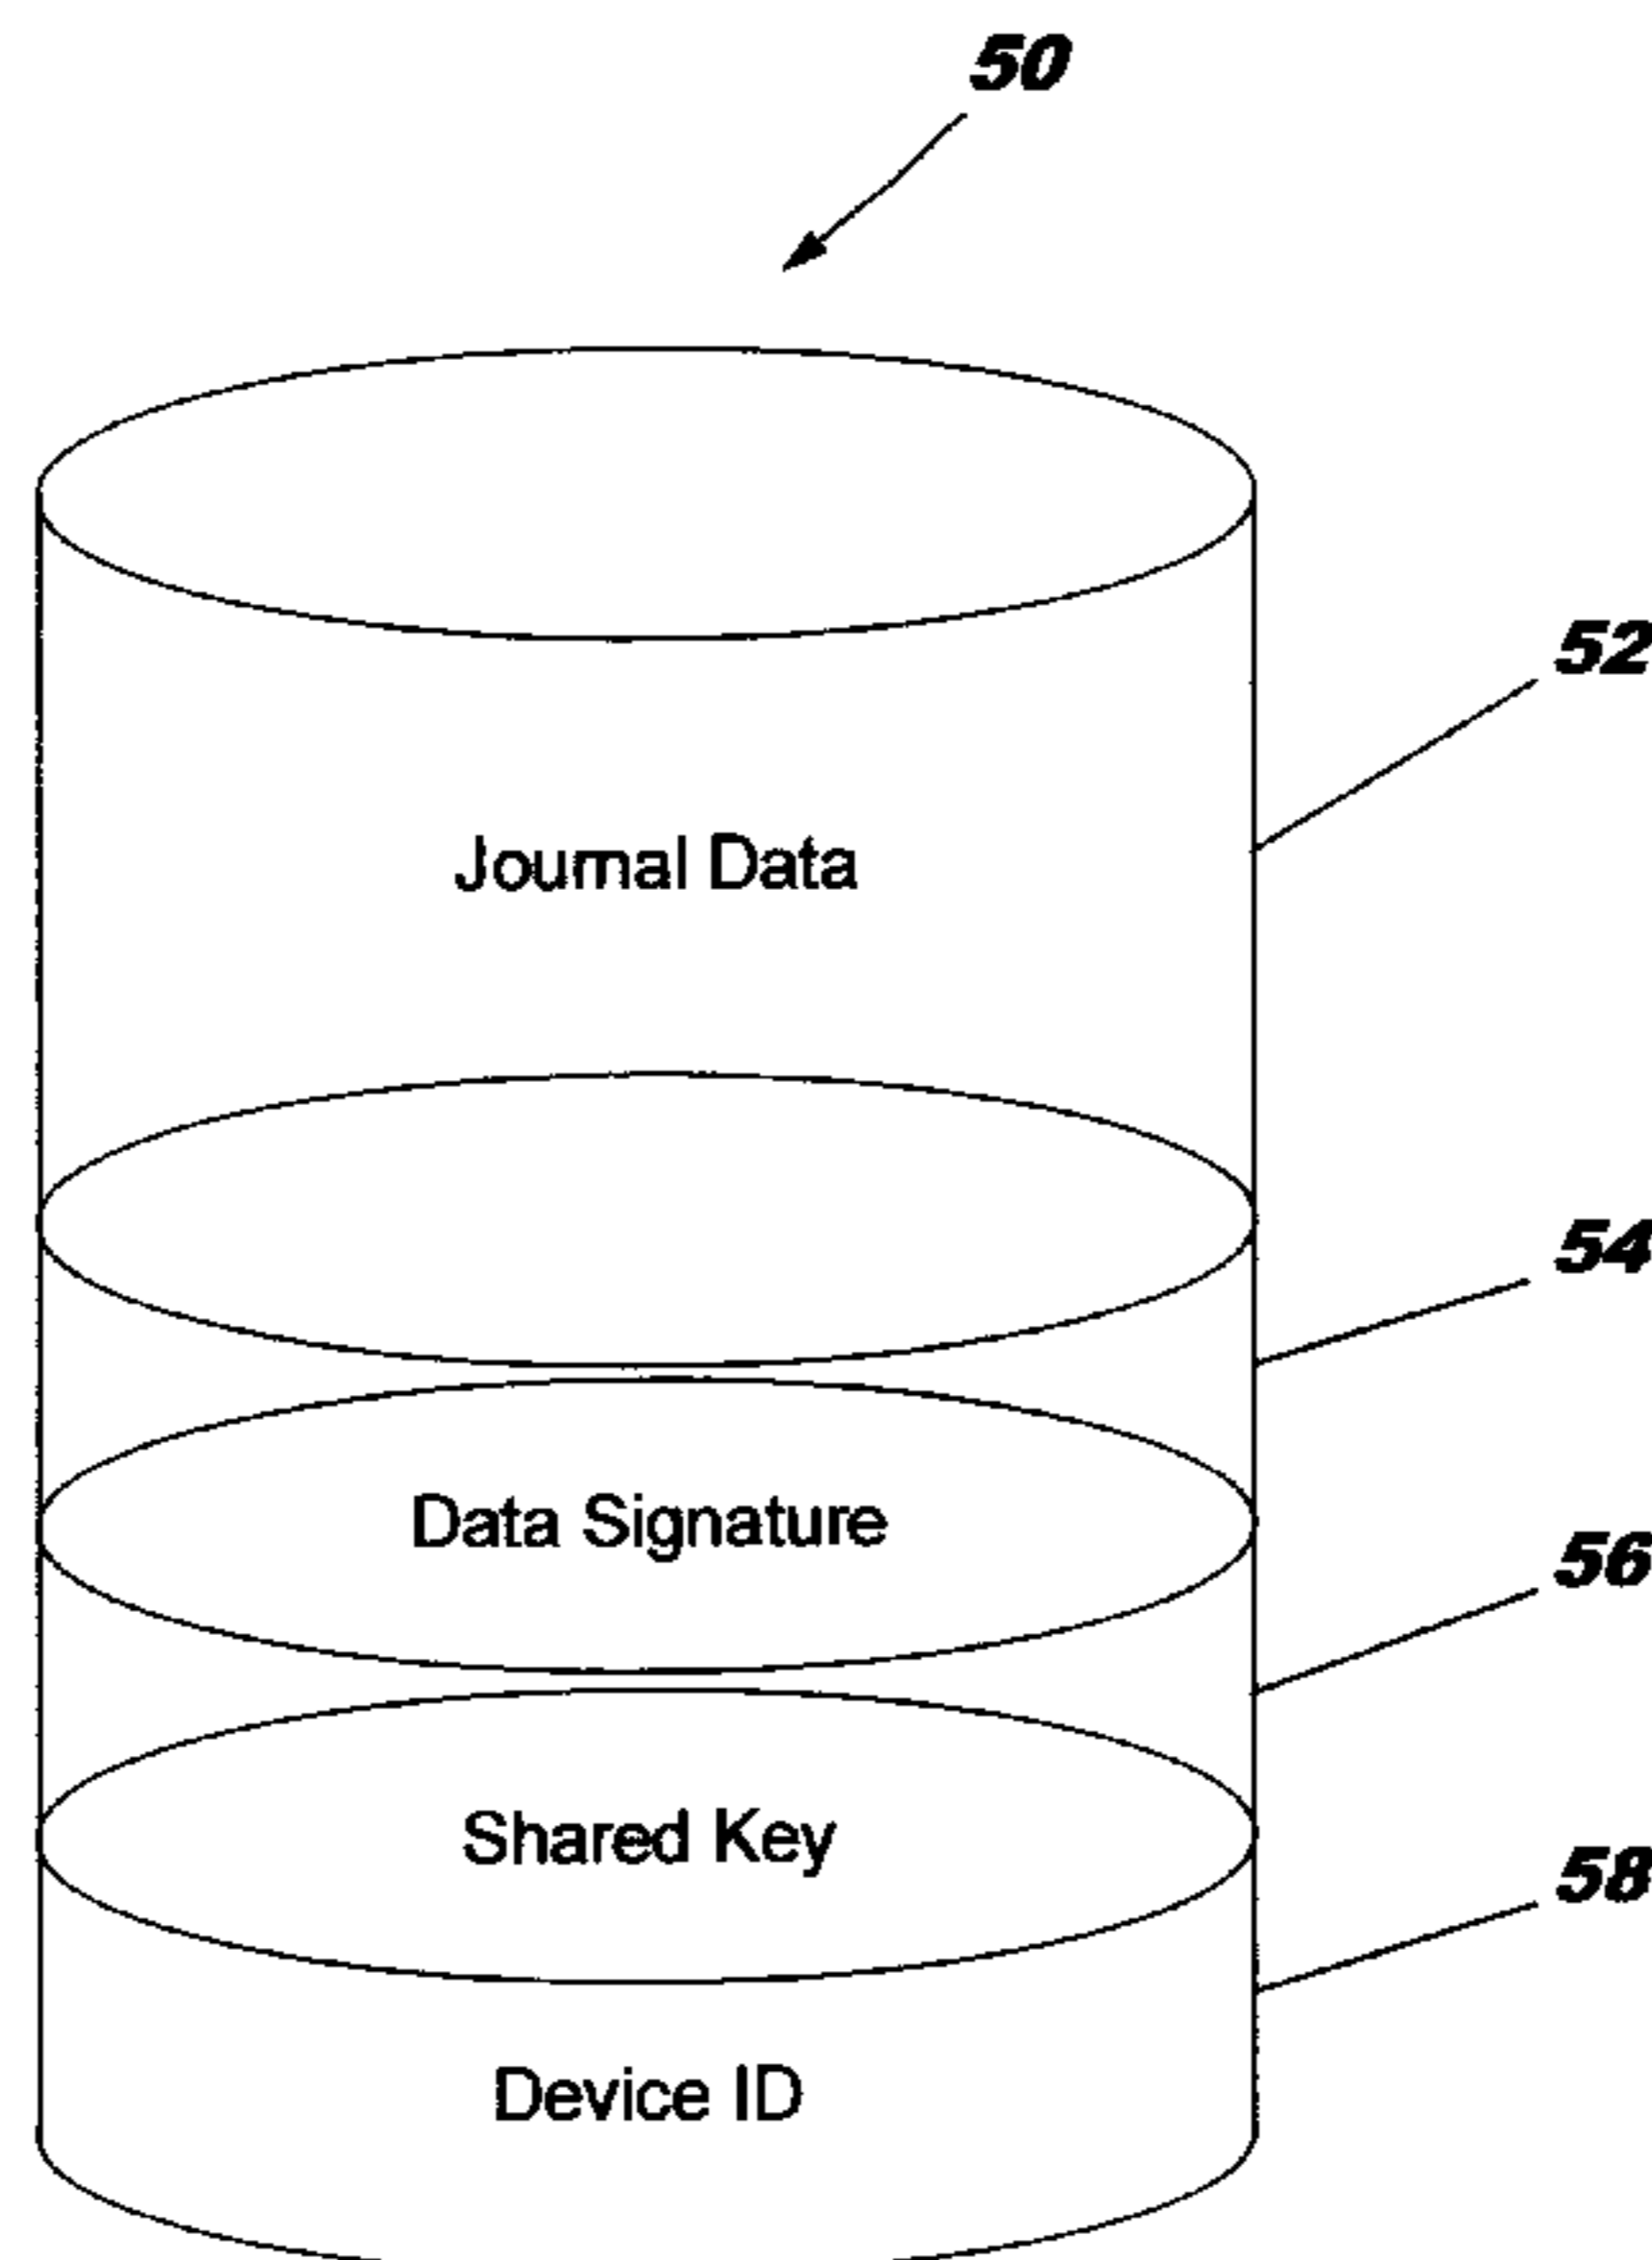 50
52
Journal Data
54
Data Signature
56
Shared Key
58
Device ID